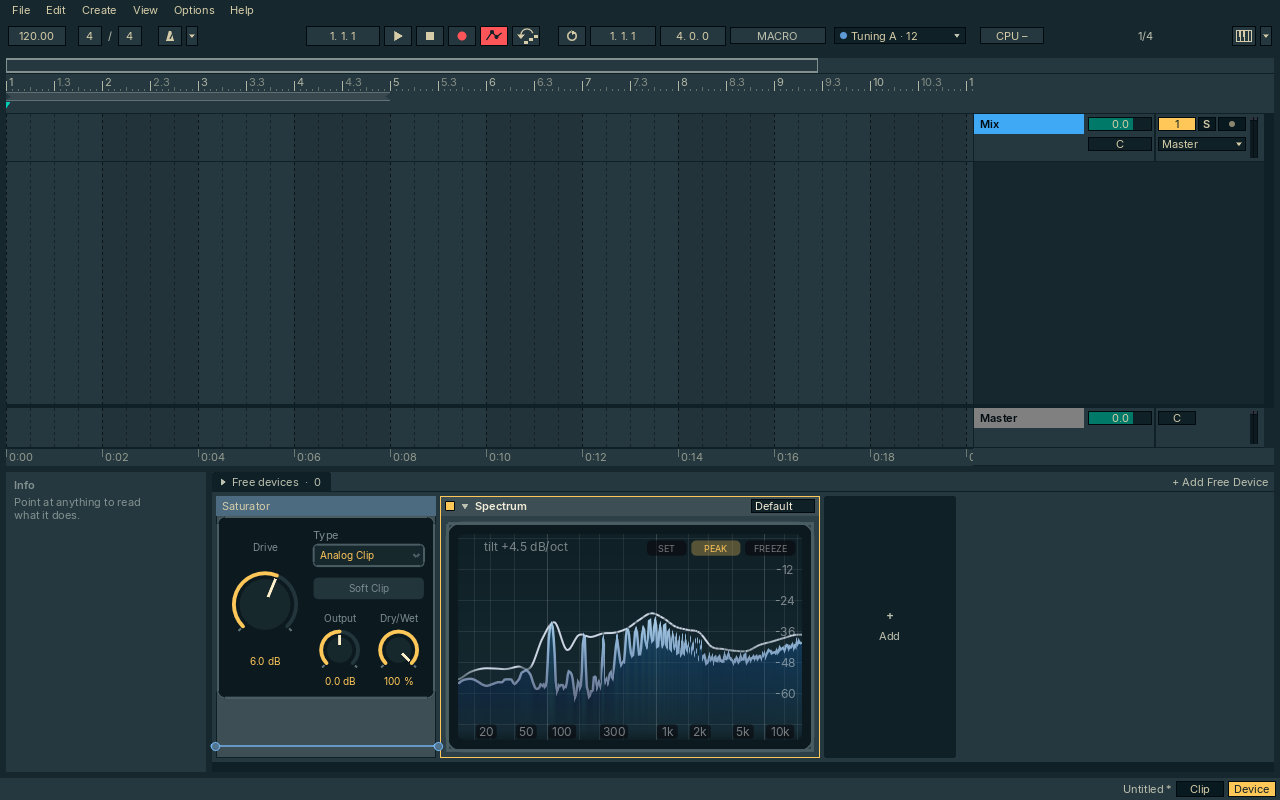 File Edit Create View Options Help
120.00 4 / 4 1. 1. 1 1. 1. 1 4. 0. 0 MACRO Tuning A · 12 CPU – 1/4
1 1.3 2 2.3 3 3.3 4 4.3 5 5.3 6 6.3 7 7.3 8 8.3 9 9.3 10 10.3 1
Mix 0.0 1 S
C Master
Master 0.0 C
0:00 0:02 0:04 0:06 0:08 0:10 0:12 0:14 0:16 0:18
Info
Point at anything to read
what it does.
Free devices · 0
+ Add Free Device
Saturator
Drive
6.0 dB
Type
Analog Clip
Soft Clip
Output Dry/Wet
0.0 dB 100 %
Spectrum Default
tilt +4.5 dB/oct SET PEAK FREEZE
-12
-24
-36
-48
-60
20 50 100 300 1k 2k 5k 10k
+
Add
Untitled * Clip Device